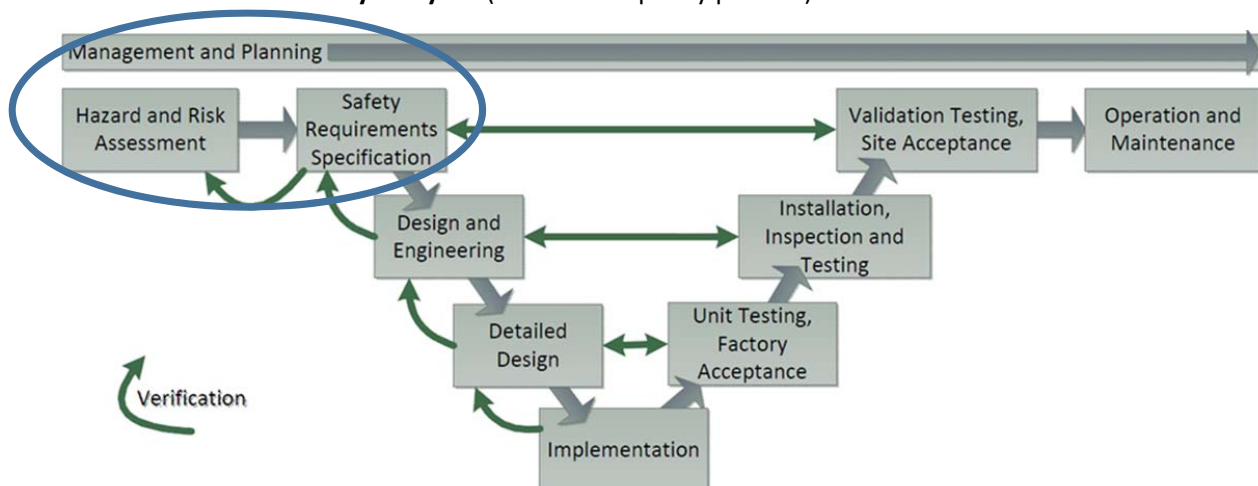 Management and Planning
Hazard and Risk
Assessment
Safety
Requirements
Specification
Validation Testing,
Site Acceptance
Operation and
Maintenance
Design and
Engineering
Installation,
Inspection and
Testing
Detailed
Design
Unit Testing,
Factory
Acceptance
Verification
Implementation